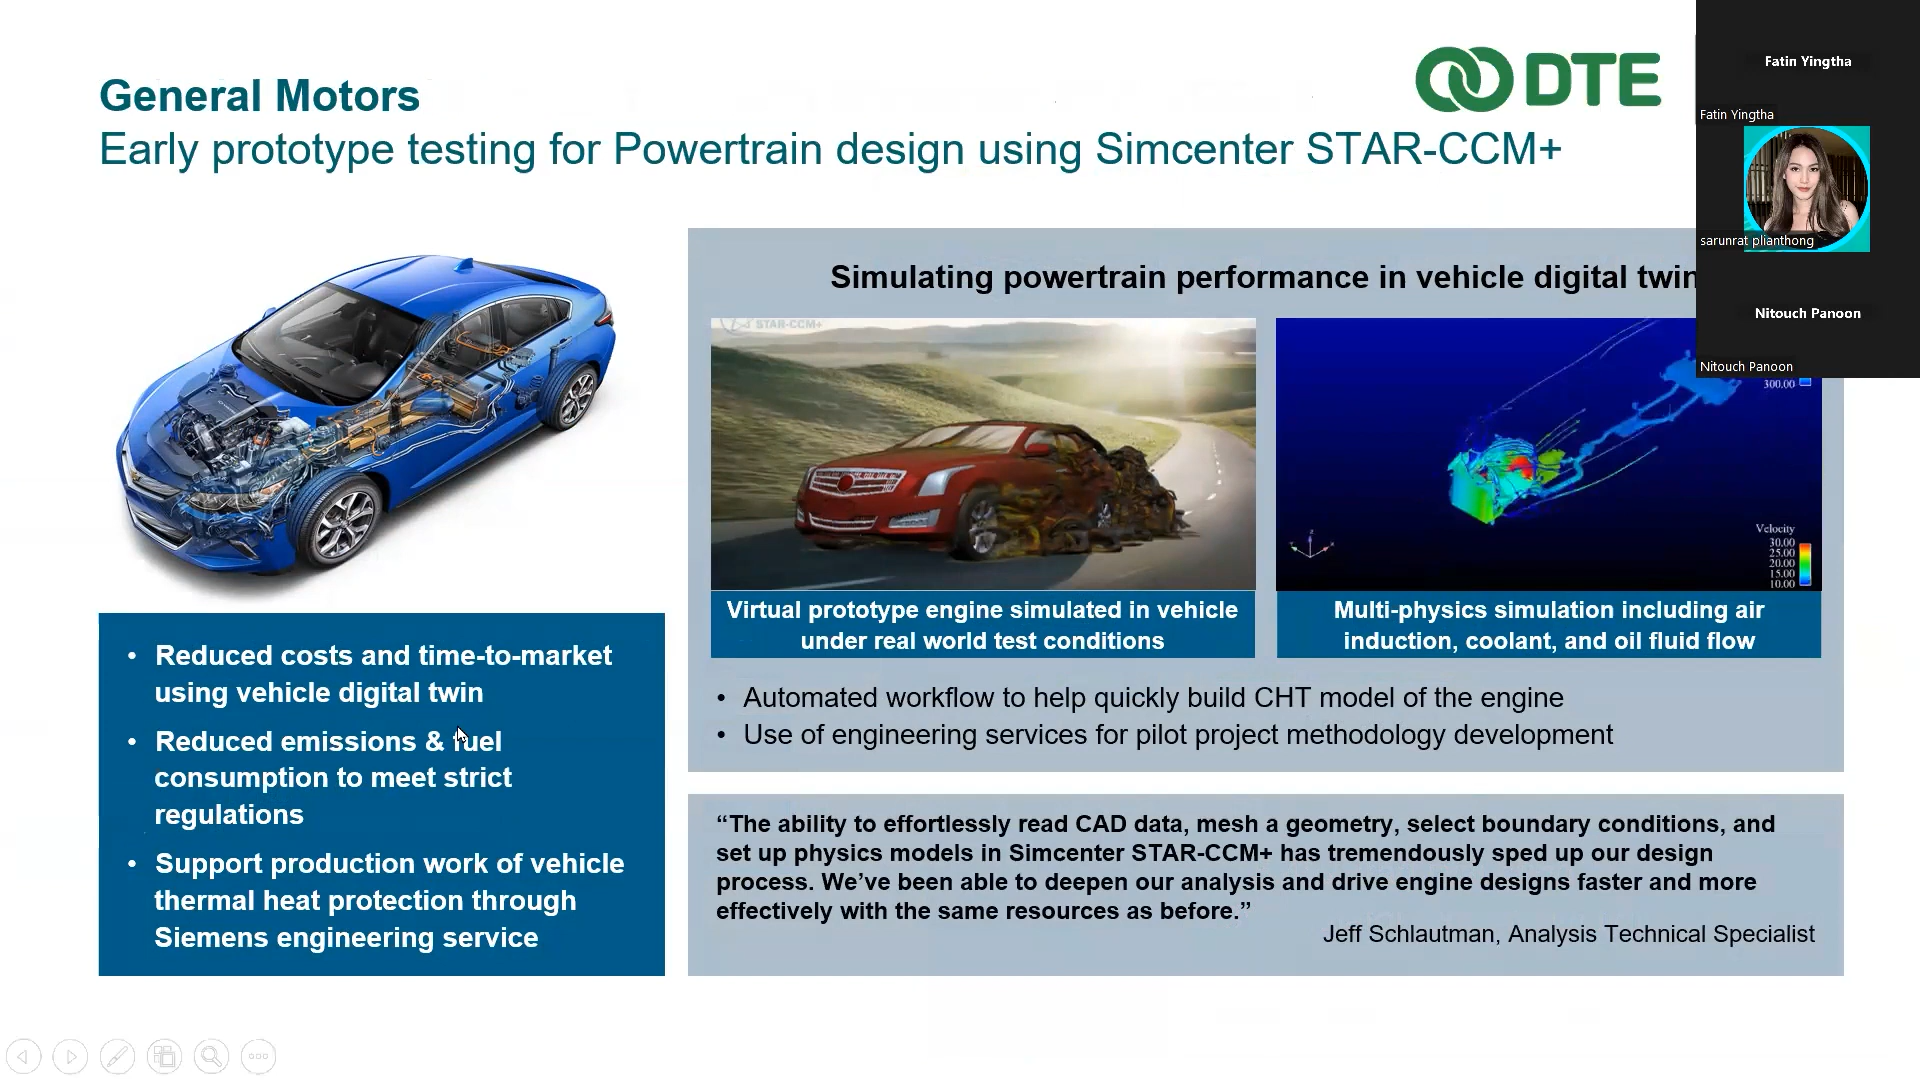 General Motors
DTE
Early prototype testing for Powertrain design using Simcenter STAR-CCM+
Fatin Yingtha
Fatin Yingtha
sarunrat plianthong
Nitouch Panoon
Nitouch Panoon
Simulating powertrain performance in vehicle digital twin
STAR-CCM+
300.00
Velocity
30.00
25.00
20.00
15.00
10.00
Virtual prototype engine simulated in vehicle
under real world test conditions
Multi-physics simulation including air
induction, coolant, and oil fluid flow
• Automated workflow to help quickly build CHT model of the engine
• Use of engineering services for pilot project methodology development
• Reduced costs and time-to-market
using vehicle digital twin
• Reduced emissions & fuel
consumption to meet strict
regulations
• Support production work of vehicle
thermal heat protection through
Siemens engineering service
“The ability to effortlessly read CAD data, mesh a geometry, select boundary conditions, and
set up physics models in Simcenter STAR-CCM+ has tremendously sped up our design
process. We’ve been able to deepen our analysis and drive engine designs faster and more
effectively with the same resources as before.”
Jeff Schlautman, Analysis Technical Specialist